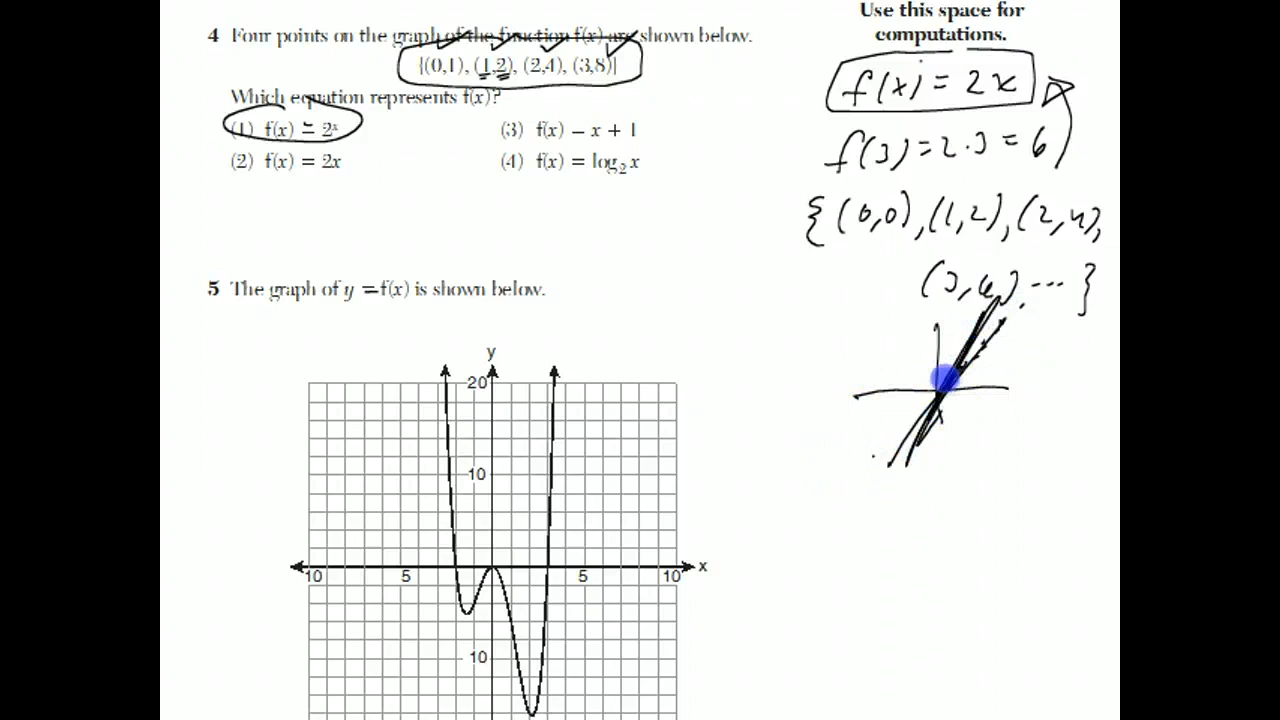 4 Four points on the graph of the function f(x) are shown below.
{(0,1), (1,2), (2,4), (3,8)}
Which equation represents f(x)?
(1) f(x) = 2ˣ
(3) f(x) = x + 1
(2) f(x) = 2x
(4) f(x) = log₂ x
Use this space for
computations.
f(x) = 2x
f(3) = 2·3 = 6
{(0,0), (1,2), (2,4),
(3,6), ... }
5 The graph of y = f(x) is shown below.
y
20
10
10 5 5 10 x
10